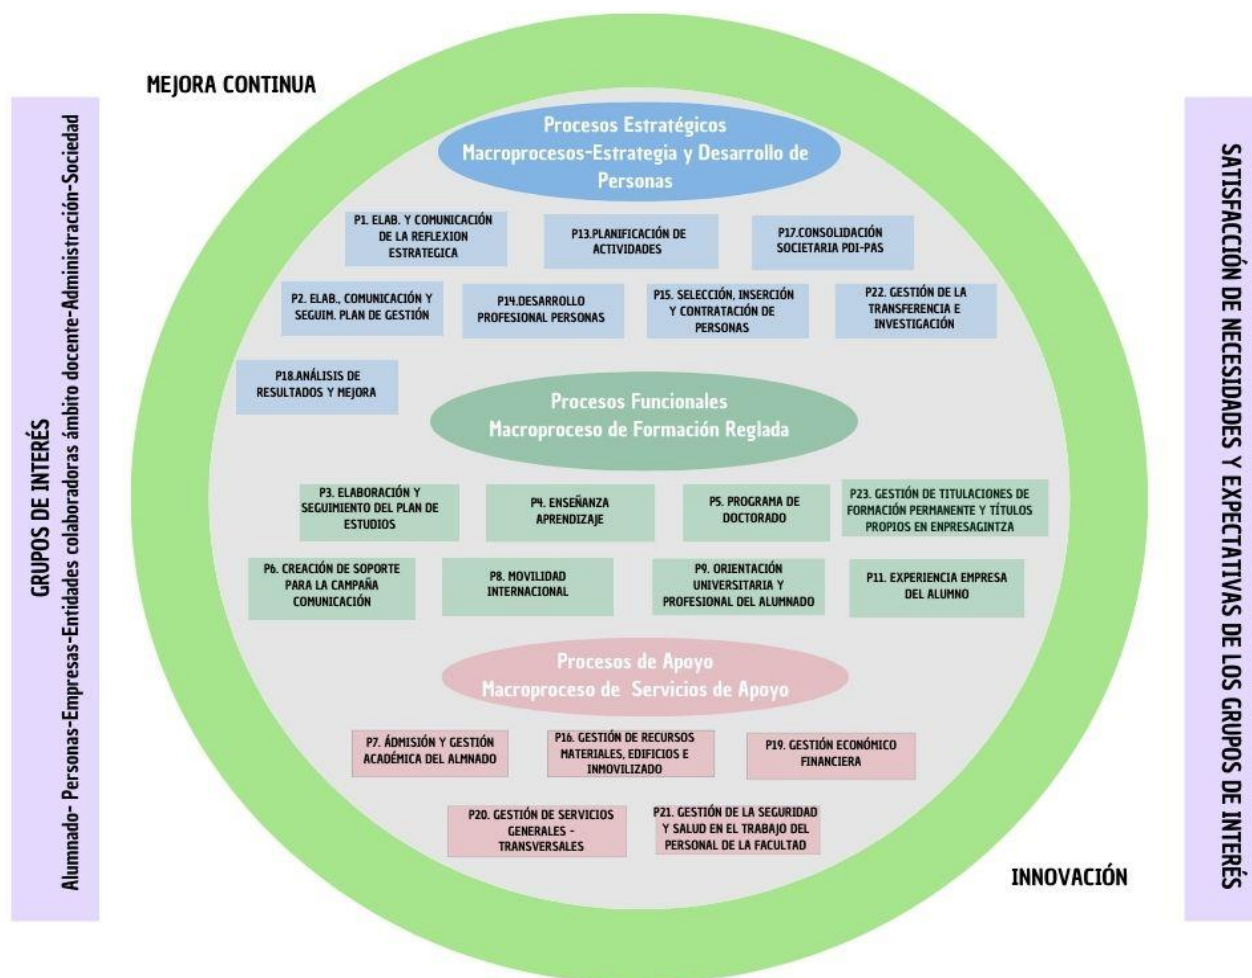 MEJORA CONTINUA
GRUPOS DE INTERÉS
Alumnado- Personas-Empresas-Entidades colaboradoras ámbito docente-Administración-Sociedad
Procesos Estratégicos
Macroprocesos-Estrategia y Desarrollo de
Personas
P1. ELAB. Y COMUNICACIÓN
DE LA REFLEXION
ESTRATEGICA
P13.PLANIFICACIÓN DE
ACTIVIDADES
P17.CONSOLIDACIÓN
SOCIETARIA PDI-PAS
P2. ELAB., COMUNICACIÓN Y
SEGUIM. PLAN DE GESTIÓN
P14.DESARROLLO
PROFESIONAL PERSONAS
P15. SELECCIÓN, INSERCIÓN
Y CONTRATACIÓN DE
PERSONAS
P22. GESTIÓN DE LA
TRANSFERENCIA E
INVESTIGACIÓN
P18.ANÁLISIS DE
RESULTADOS Y MEJORA
Procesos Funcionales
Macroproceso de Formación Reglada
P3. ELABORACIÓN Y
SEGUIMIENTO DEL PLAN DE
ESTUDIOS
P4. ENSEÑANZA
APRENDIZAJE
P5. PROGRAMA DE
DOCTORADO
P23. GESTIÓN DE TITULACIONES DE
FORMACIÓN PERMANENTE Y TÍTULOS
PROPIOS EN ENPRESAGINTZA
P6. CREACIÓN DE SOPORTE
PARA LA CAMPAÑA
COMUNICACIÓN
P8. MOVILIDAD
INTERNACIONAL
P9. ORIENTACIÓN
UNIVERSITARIA Y
PROFESIONAL DEL ALUMNADO
P11. EXPERIENCIA EMPRESA
DEL ALUMNO
Procesos de Apoyo
Macroproceso de Servicios de Apoyo
P7. ÁDMISIÓN Y GESTIÓN
ACADÉMICA DEL ALMNADO
P16. GESTIÓN DE RECURSOS
MATERIALES, EDIFICIOS E
INMOVILIZADO
P19. GESTIÓN ECONÓMICO
FINANCIERA
P20. GESTIÓN DE SERVICIOS
GENERALES -
TRANSVERSALES
P21. GESTIÓN DE LA SEGURIDAD
Y SALUD EN EL TRABAJO DEL
PERSONAL DE LA FACULTAD
INNOVACIÓN
SATISFACCIÓN DE NECESIDADES Y EXPECTATIVAS DE LOS GRUPOS DE INTERÉS